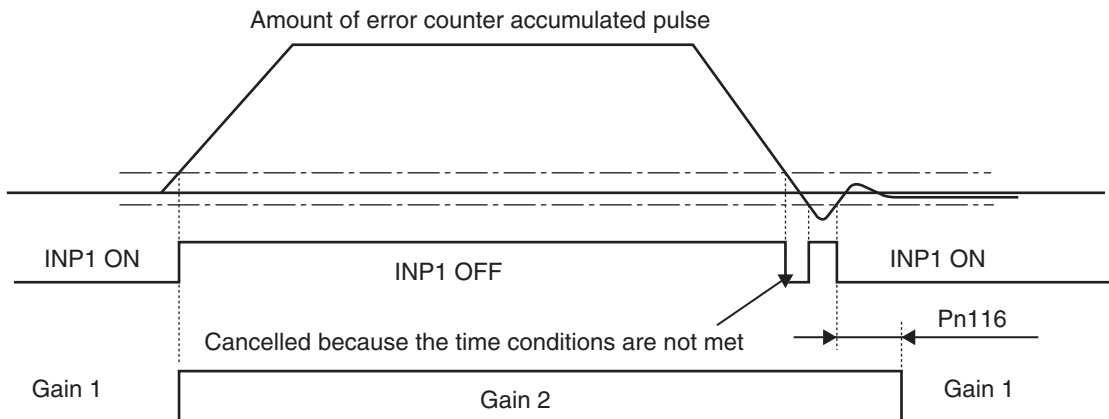 Amount of error counter accumulated pulse
INP1 ON
INP1 OFF
INP1 ON
Pn116
Cancelled because the time conditions are not met
Gain 1
Gain 2
Gain 1